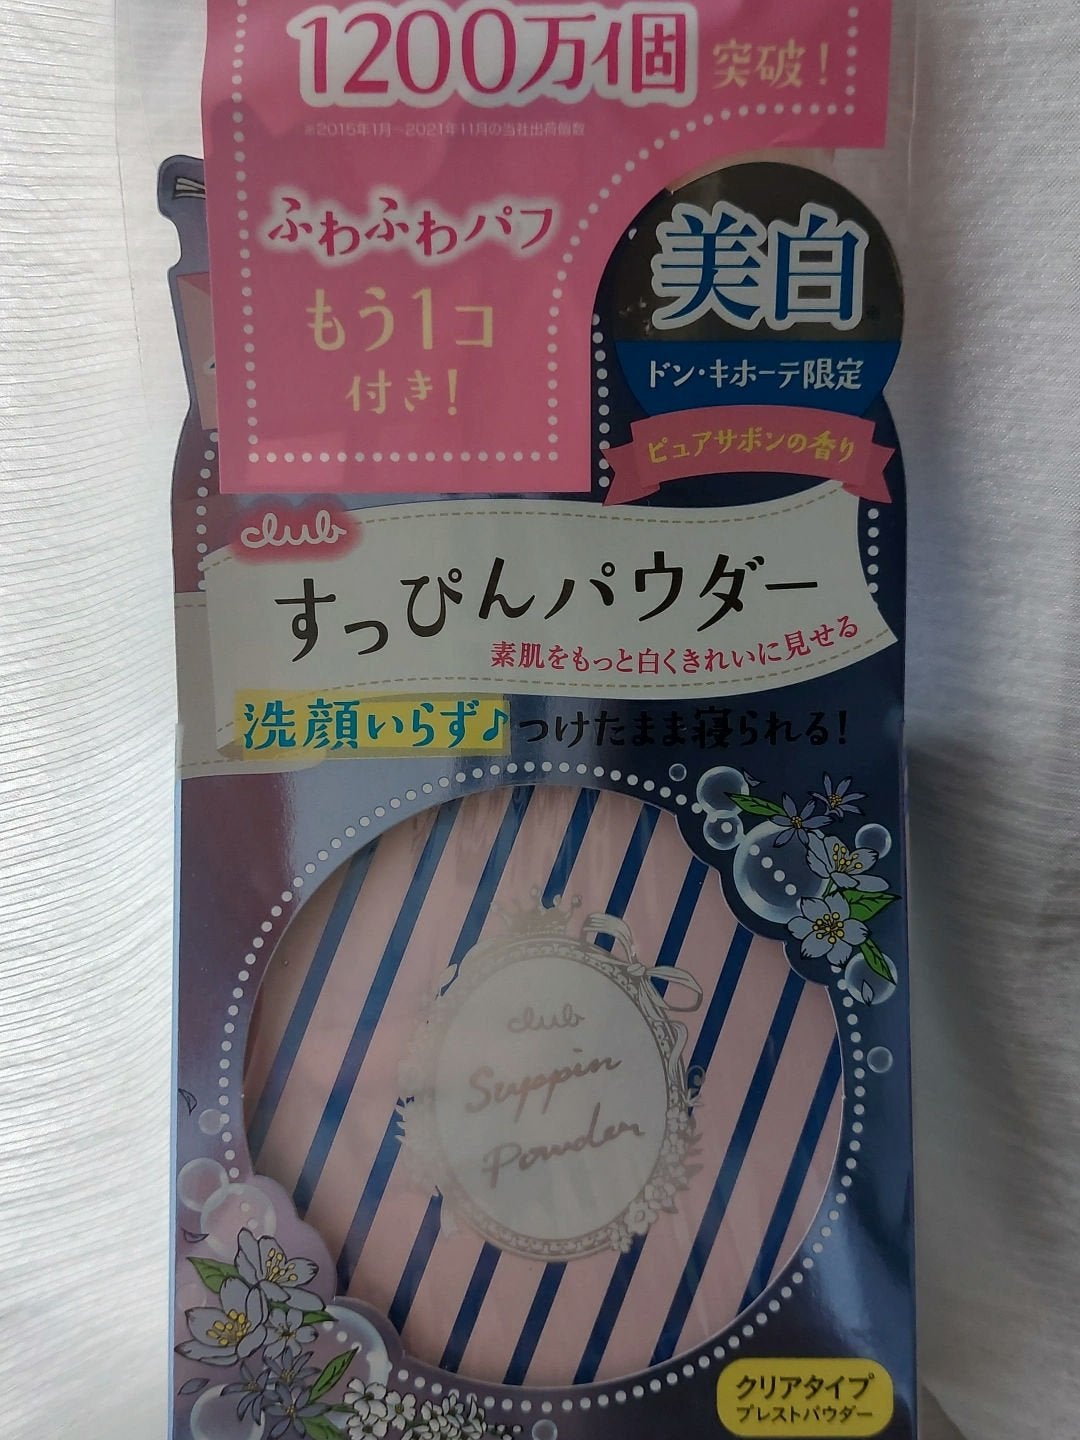 1200万個 突破!
※2015年1月~2021年11月の当社出荷個数
ふわふわパフ
もう1コ
付き!
美白※
ドン・キホーテ限定
ピュアサボンの香り
club
すっぴんパウダー
素肌をもっと白くきれいに見せる
洗顔いらず♪つけたまま寝られる!
club
Suppin
Powder
クリアタイプ
プレストパウダー